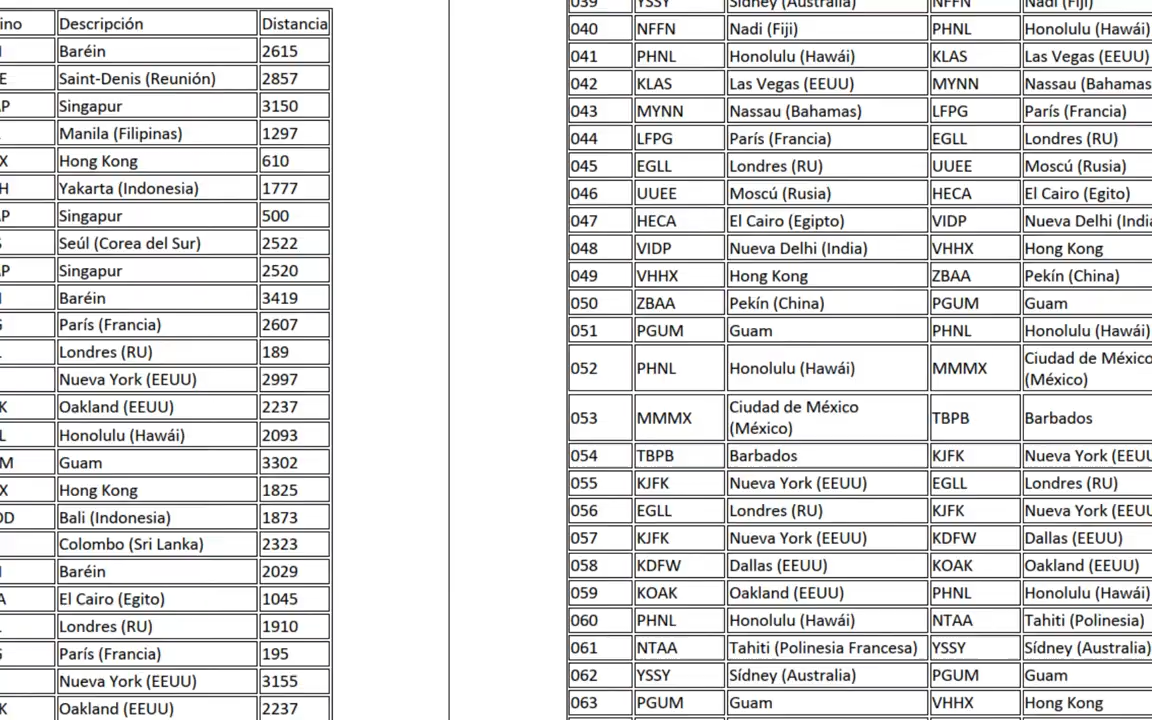 ino Descripción Distancia
Baréin 2615
E Saint-Denis (Reunión) 2857
AP Singapur 3150
Manila (Filipinas) 1297
X Hong Kong 610
H Yakarta (Indonesia) 1777
AP Singapur 500
S Seúl (Corea del Sur) 2522
AP Singapur 2520
Baréin 3419
G París (Francia) 2607
L Londres (RU) 189
Nueva York (EEUU) 2997
K Oakland (EEUU) 2237
L Honolulu (Hawái) 2093
M Guam 3302
X Hong Kong 1825
DD Bali (Indonesia) 1873
Colombo (Sri Lanka) 2323
Baréin 2029
A El Cairo (Egito) 1045
L Londres (RU) 1910
G París (Francia) 195
Nueva York (EEUU) 3155
K Oakland (EEUU) 2237
039 YSSY Sídney (Australia) NFFN Nadi (Fiji)
040 NFFN Nadi (Fiji) PHNL Honolulu (Hawái)
041 PHNL Honolulu (Hawái) KLAS Las Vegas (EEUU)
042 KLAS Las Vegas (EEUU) MYNN Nassau (Bahamas
043 MYNN Nassau (Bahamas) LFPG París (Francia)
044 LFPG París (Francia) EGLL Londres (RU)
045 EGLL Londres (RU) UUEE Moscú (Rusia)
046 UUEE Moscú (Rusia) HECA El Cairo (Egito)
047 HECA El Cairo (Egipto) VIDP Nueva Delhi (India
048 VIDP Nueva Delhi (India) VHHX Hong Kong
049 VHHX Hong Kong ZBAA Pekín (China)
050 ZBAA Pekín (China) PGUM Guam
051 PGUM Guam PHNL Honolulu (Hawái)
052 PHNL Honolulu (Hawái) MMMX Ciudad de México
(México)
053 MMMX Ciudad de México
(México) TBPB Barbados
054 TBPB Barbados KJFK Nueva York (EEUU
055 KJFK Nueva York (EEUU) EGLL Londres (RU)
056 EGLL Londres (RU) KJFK Nueva York (EEUU
057 KJFK Nueva York (EEUU) KDFW Dallas (EEUU)
058 KDFW Dallas (EEUU) KOAK Oakland (EEUU)
059 KOAK Oakland (EEUU) PHNL Honolulu (Hawái)
060 PHNL Honolulu (Hawái) NTAA Tahiti (Polinesia)
061 NTAA Tahiti (Polinesia Francesa) YSSY Sídney (Australia)
062 YSSY Sídney (Australia) PGUM Guam
063 PGUM Guam VHHX Hong Kong